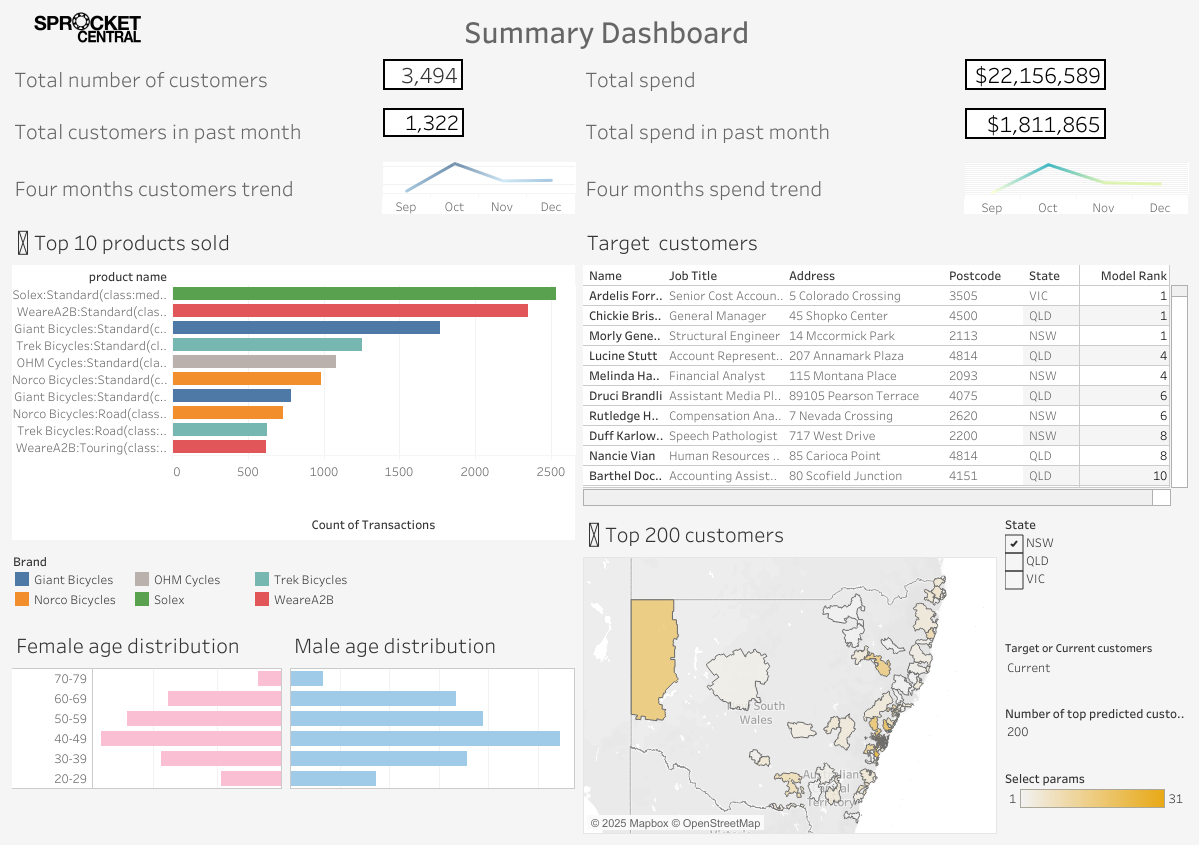 SPROCKET
CENTRAL
Summary Dashboard
Total number of customers
3,494
Total spend
$22,156,589
Total customers in past month
1,322
Total spend in past month
$1,811,865
Four months customers trend
Sep Oct Nov Dec
Four months spend trend
Sep Oct Nov Dec
Top 10 products sold
product name
Solex:Standard(class:med..
WeareA2B:Standard(clas..
Giant Bicycles:Standard(c..
Trek Bicycles:Standard(cl..
OHM Cycles:Standard(cla..
Norco Bicycles:Standard(c..
Giant Bicycles:Standard(c..
Norco Bicycles:Road(class..
Trek Bicycles:Road(class:..
WeareA2B:Touring(class:..
0 500 1000 1500 2000 2500
Count of Transactions
Brand
Giant Bicycles OHM Cycles Trek Bicycles
Norco Bicycles Solex WeareA2B
Female age distribution
Male age distribution
70-79
60-69
50-59
40-49
30-39
20-29
Target customers
Name Job Title Address Postcode State Model Rank
Ardelis Forr.. Senior Cost Accoun.. 5 Colorado Crossing 3505 VIC 1
Chickie Bris.. General Manager 45 Shopko Center 4500 QLD 1
Morly Gene.. Structural Engineer 14 Mccormick Park 2113 NSW 1
Lucine Stutt Account Represent.. 207 Annamark Plaza 4814 QLD 4
Melinda Ha.. Financial Analyst 115 Montana Place 2093 NSW 4
Druci Brandli Assistant Media Pl.. 89105 Pearson Terrace 4075 QLD 6
Rutledge H.. Compensation Ana.. 7 Nevada Crossing 2620 NSW 6
Duff Karlow.. Speech Pathologist 717 West Drive 2200 NSW 8
Nancie Vian Human Resources .. 85 Carioca Point 4814 QLD 8
Barthel Doc.. Accounting Assist.. 80 Scofield Junction 4151 QLD 10
Top 200 customers
South
Wales
Territory
© 2025 Mapbox © OpenStreetMap
State
NSW
QLD
VIC
Target or Current customers
Current
Number of top predicted custo..
200
Select params
1 31